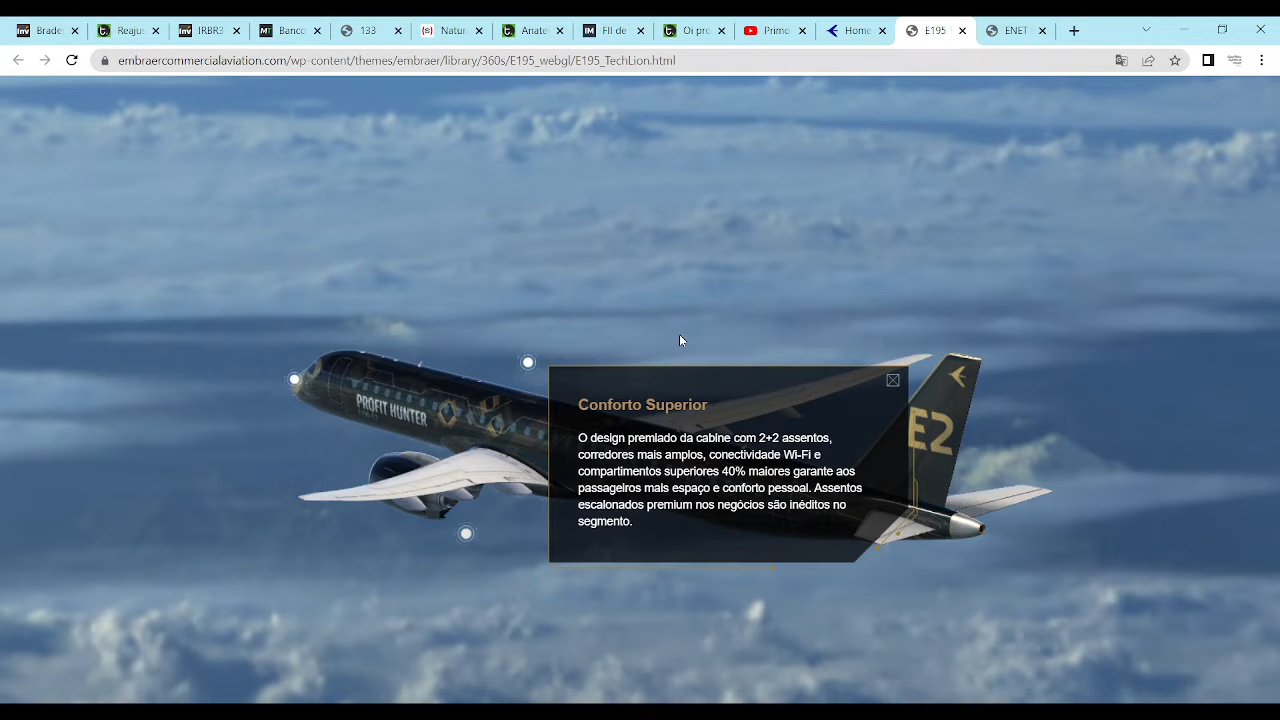 Brade
Reajus
IRBR3
Banco
133
Natur
Anate
FII de
Oi pro
Primo
Home
E195
ENET
embraercommercialaviation.com/wp-content/themes/embraer/library/360s/E195_webgl/E195_TechLion.html
PROFIT HUNTER
E2
Conforto Superior
O design premiado da cabine com 2+2 assentos,
corredores mais amplos, conectividade Wi-Fi e
compartimentos superiores 40% maiores garante aos
passageiros mais espaço e conforto pessoal. Assentos
escalonados premium nos negócios são inéditos no
segmento.